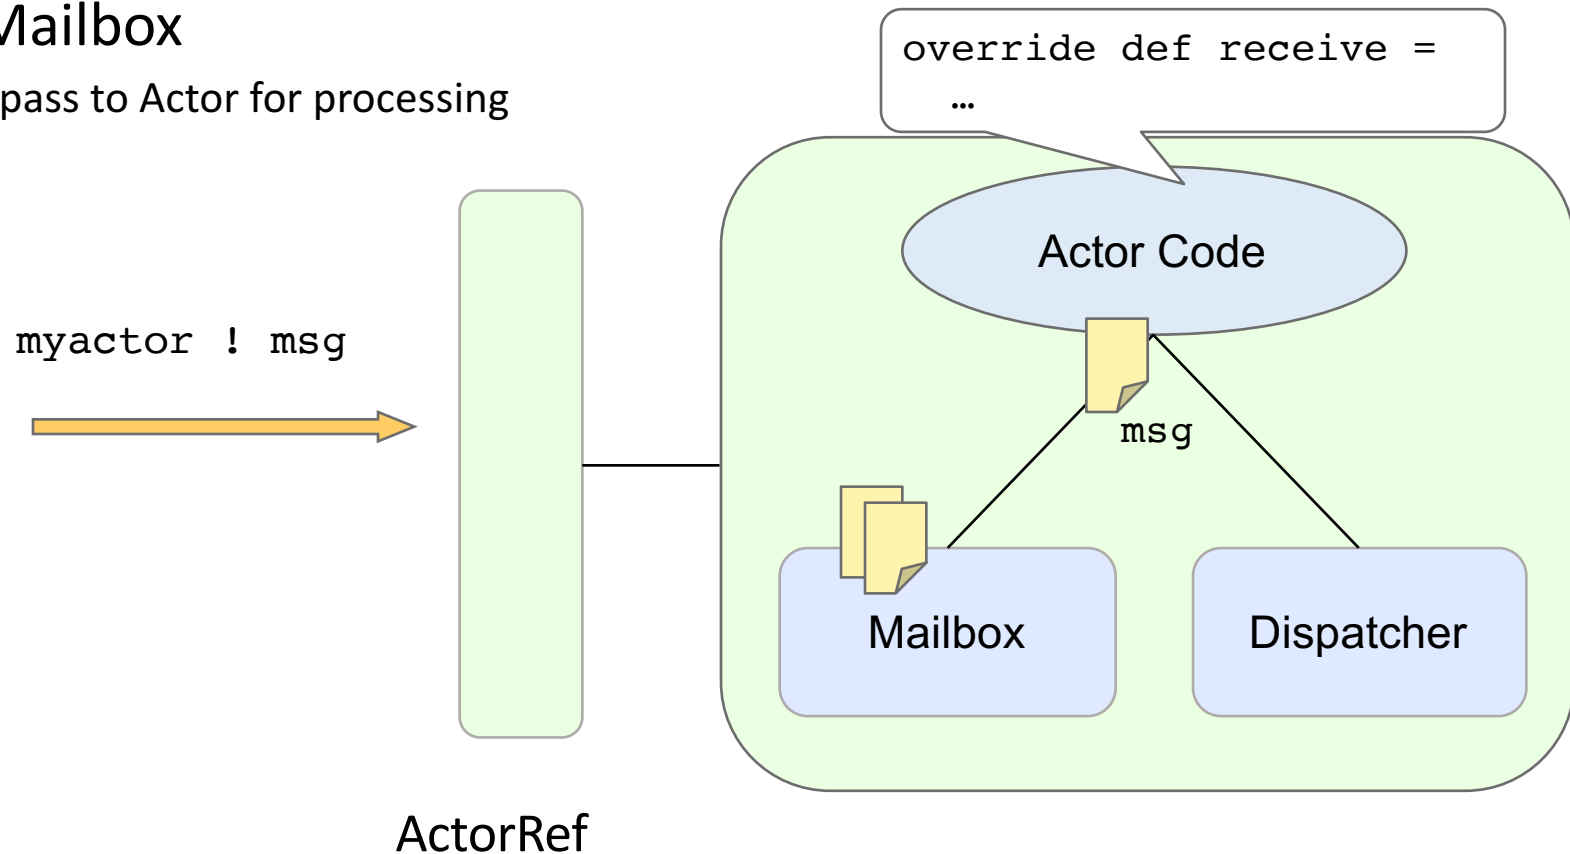 Mailbox
pass to Actor for processing
override def receive =
…
Actor Code
myactor ! msg
msg
Mailbox
Dispatcher
ActorRef